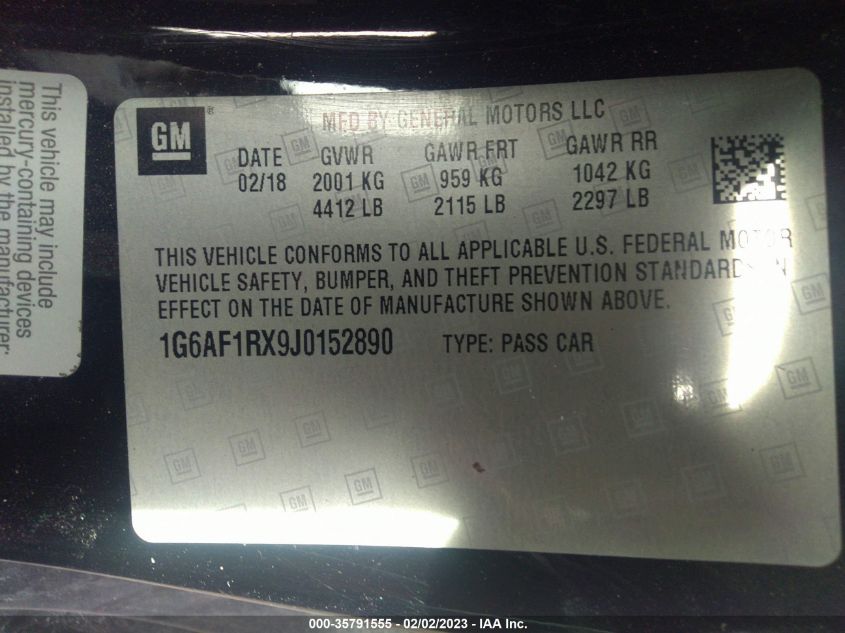 This vehicle may include
mercury-containing devices
installed by the manufacturer:
GM ®
MFD BY GENERAL MOTORS LLC
DATE GVWR GAWR FRT GAWR RR
02/18 2001 KG 959 KG 1042 KG
4412 LB 2115 LB 2297 LB
THIS VEHICLE CONFORMS TO ALL APPLICABLE U.S. FEDERAL MOTOR
VEHICLE SAFETY, BUMPER, AND THEFT PREVENTION STANDARDS IN
EFFECT ON THE DATE OF MANUFACTURE SHOWN ABOVE.
1G6AF1RX9J0152890 TYPE: PASS CAR
000-35791555 - 02/02/2023 - IAA Inc.